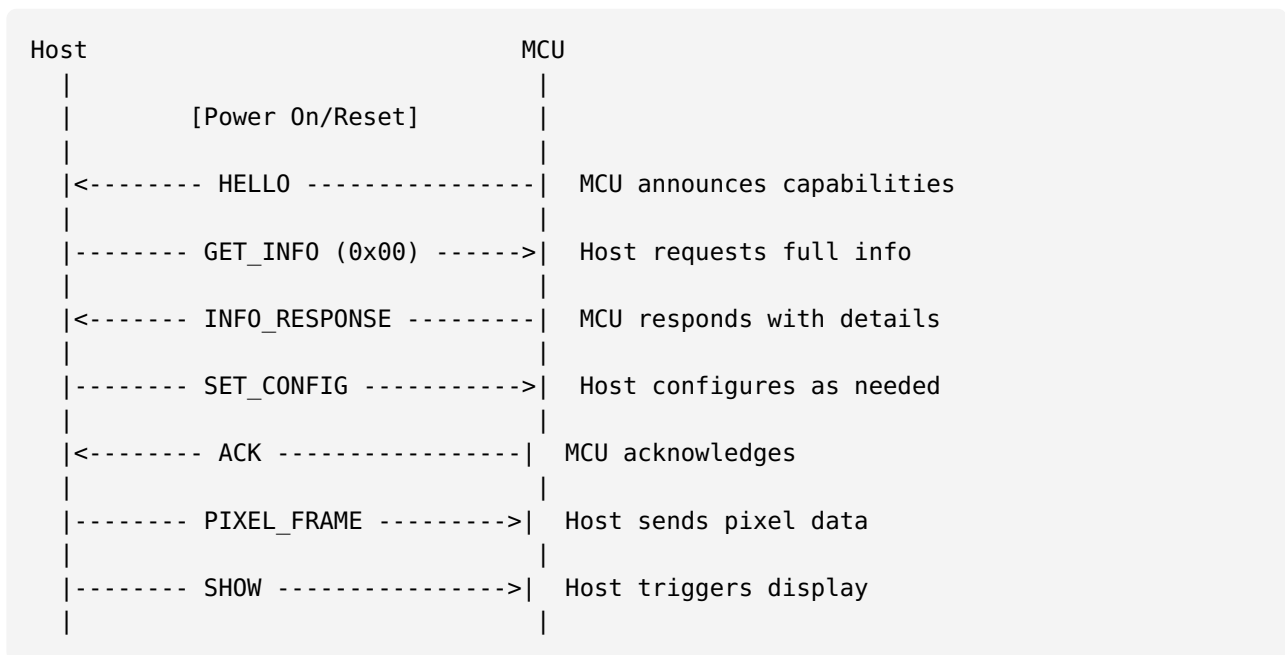 Host                              MCU
  |                                |
  |        [Power On/Reset]        |
  |                                |
  |<-------- HELLO ----------------|  MCU announces capabilities
  |                                |
  |-------- GET_INFO (0x00) ------>|  Host requests full info
  |                                |
  |<------- INFO_RESPONSE ---------|  MCU responds with details
  |                                |
  |-------- SET_CONFIG ----------->|  Host configures as needed
  |                                |
  |<-------- ACK -----------------|  MCU acknowledges
  |                                |
  |-------- PIXEL_FRAME --------->|  Host sends pixel data
  |                                |
  |-------- SHOW ---------------->|  Host triggers display
  |                                |